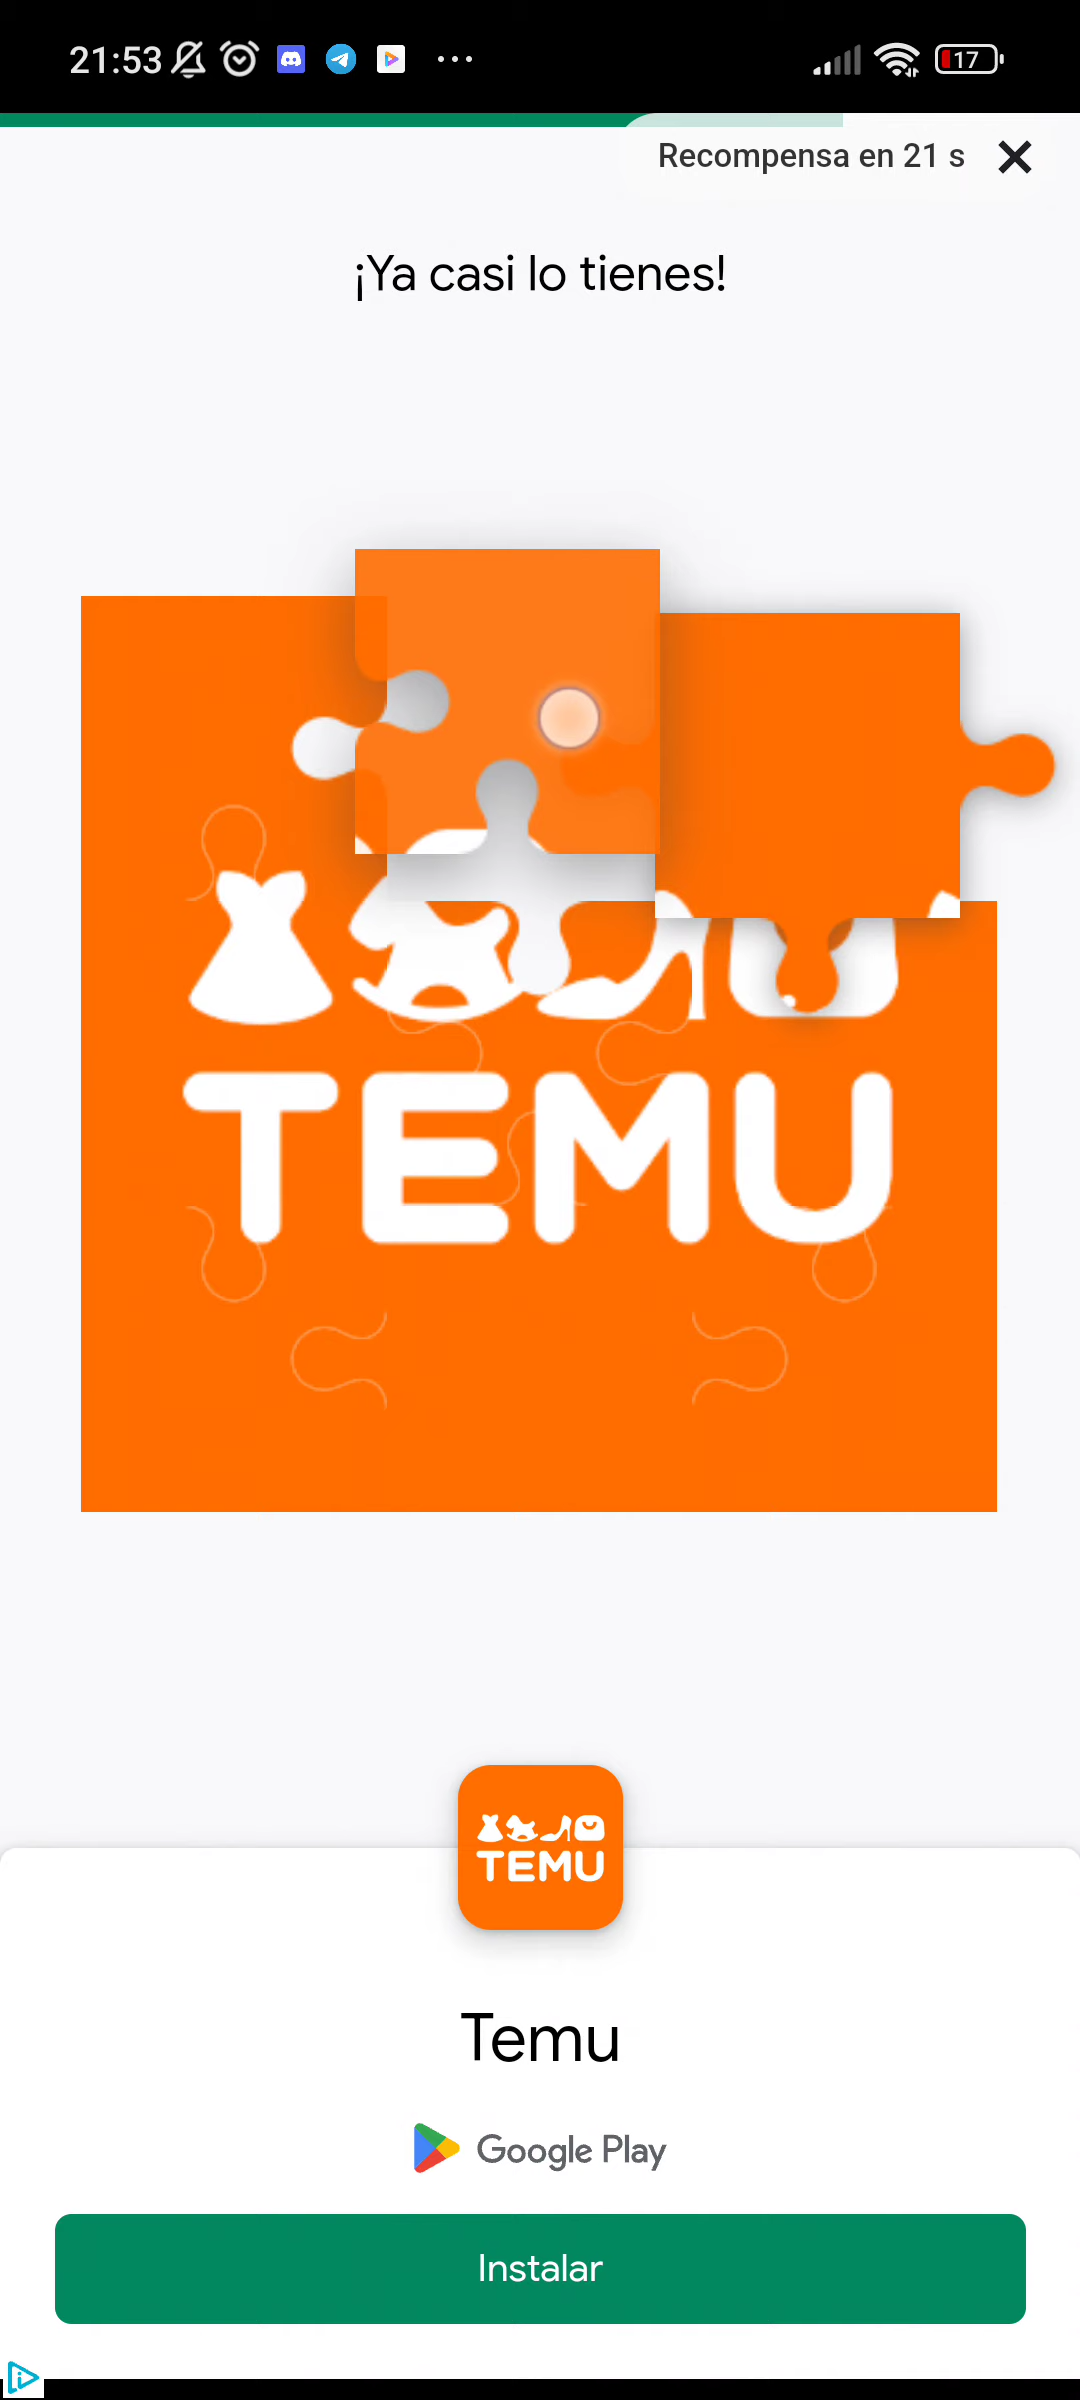 21:53 17
Recompensa en 21 s
¡Ya casi lo tienes!
TEMU
TEMU
Temu
Google Play
Instalar